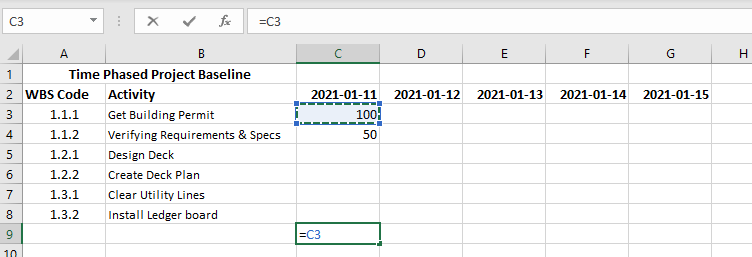 C3 fx =C3
A B C D E F G H
1 Time Phased Project Baseline
2 WBS Code Activity 2021-01-11 2021-01-12 2021-01-13 2021-01-14 2021-01-15
3 1.1.1 Get Building Permit 100
4 1.1.2 Verifying Requirements & Specs 50
5 1.2.1 Design Deck
6 1.2.2 Create Deck Plan
7 1.3.1 Clear Utility Lines
8 1.3.2 Install Ledger board
9 =C3
10